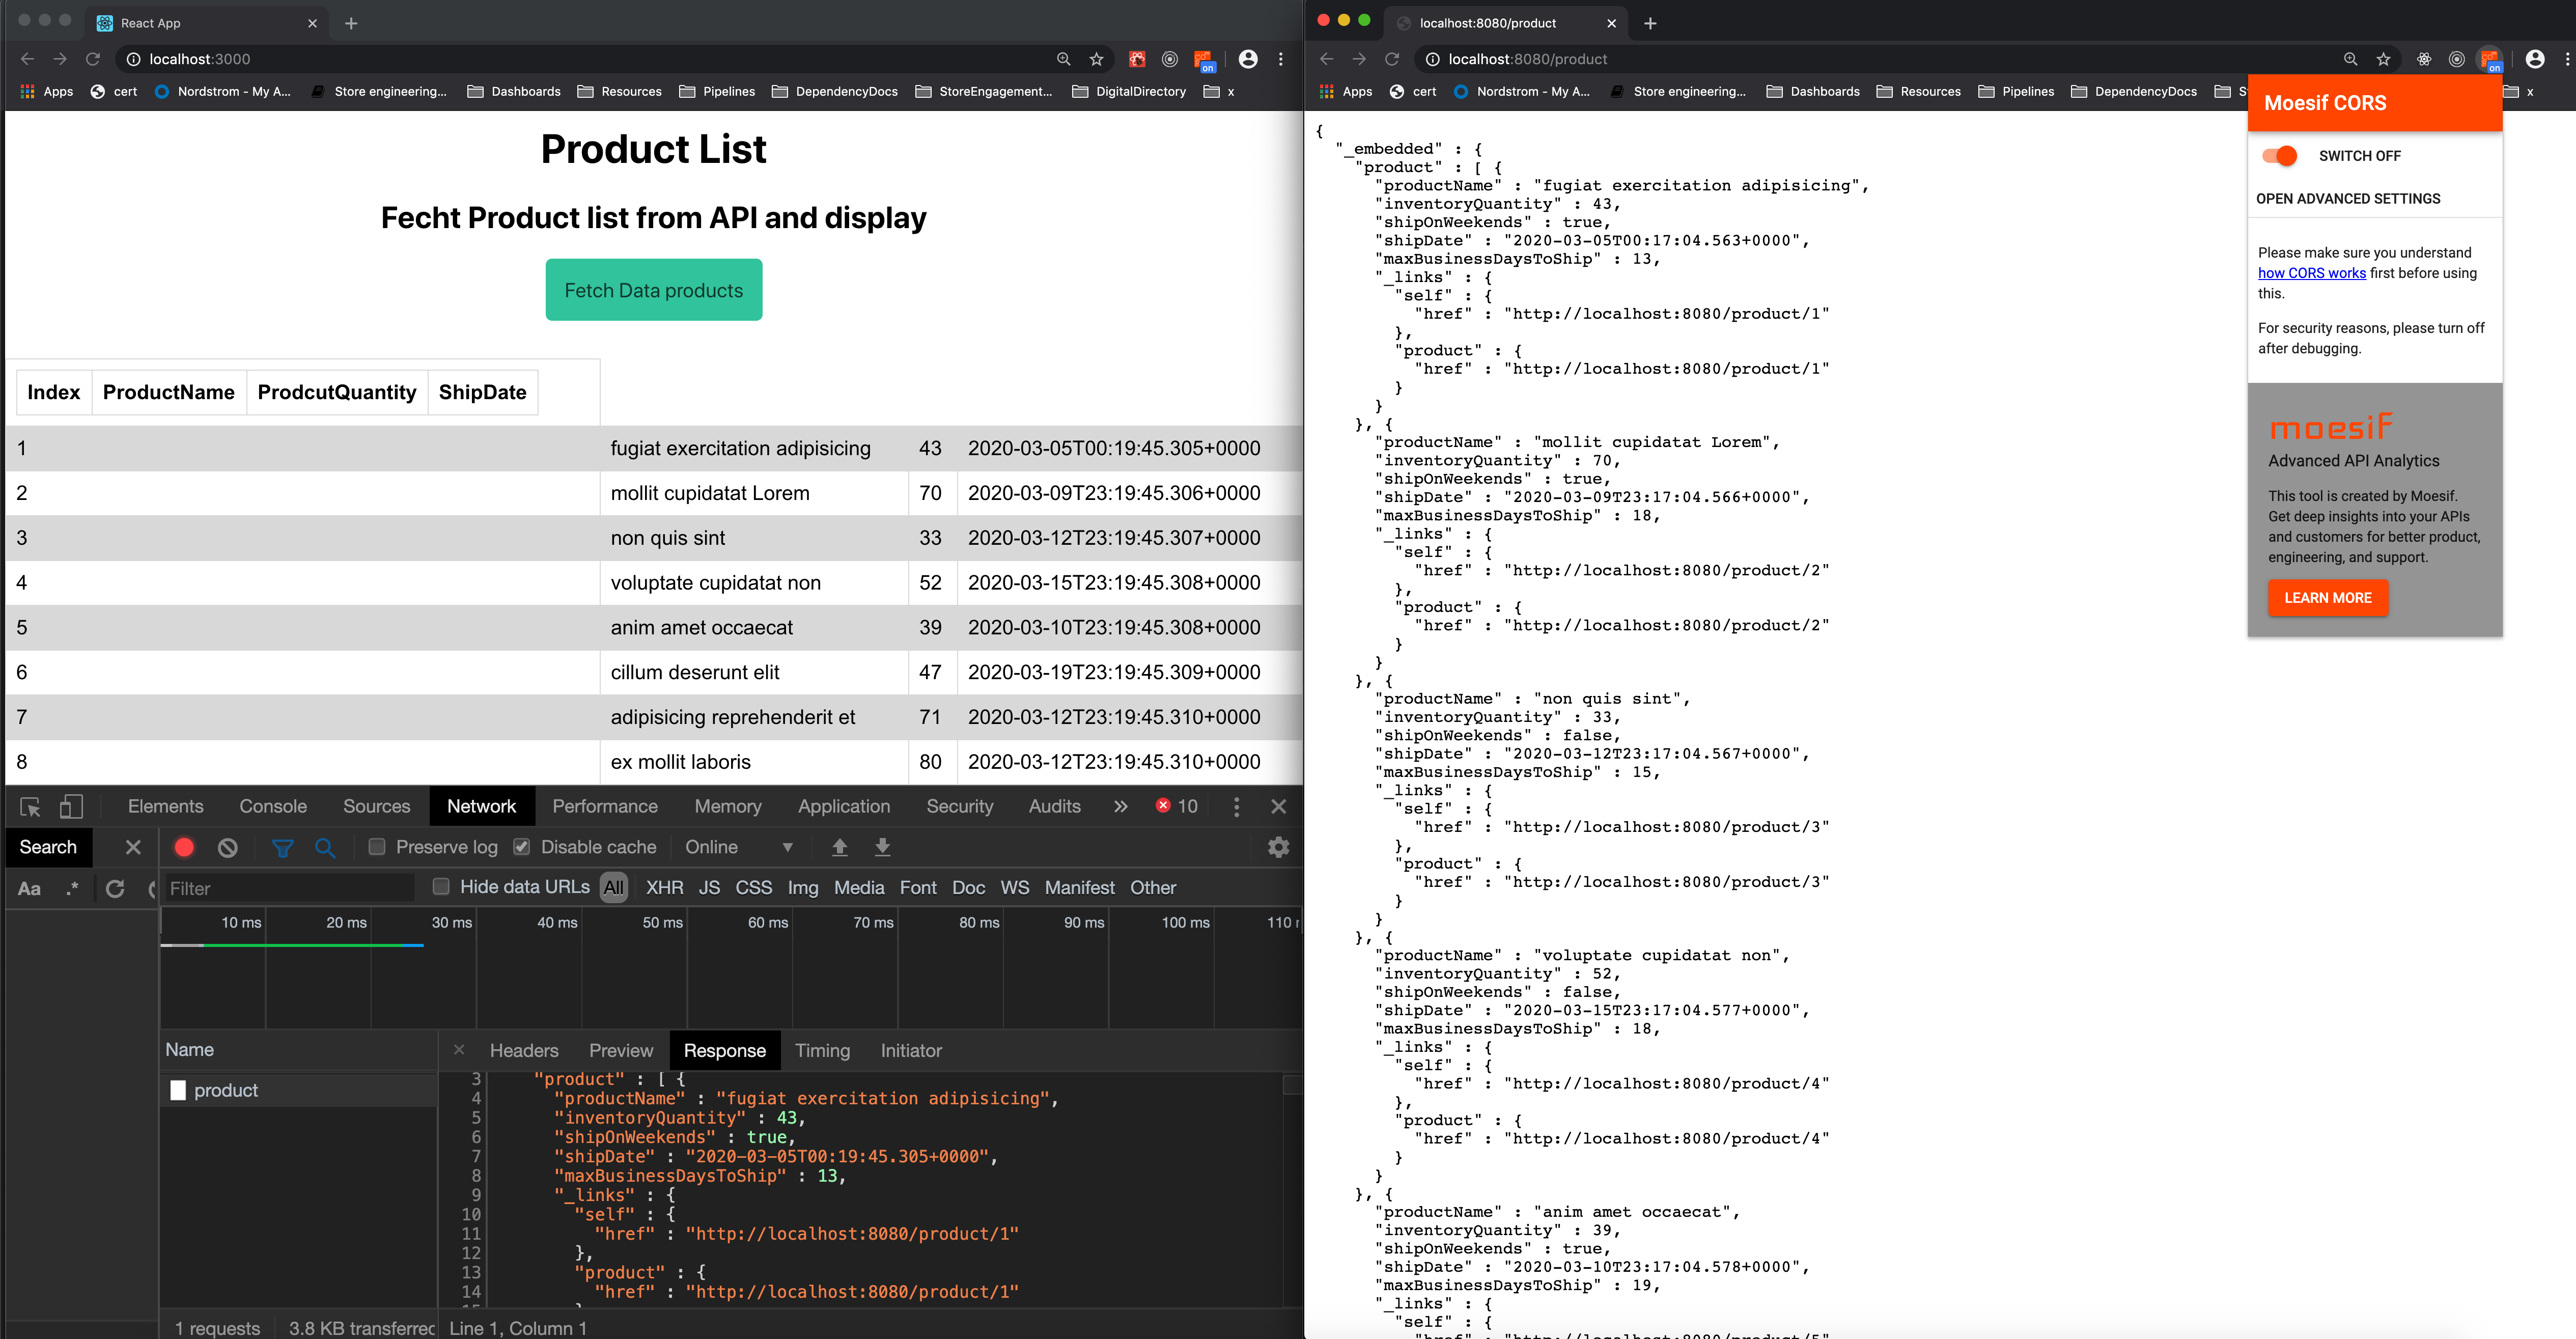 React App
localhost:3000
on
Apps cert Nordstrom - My A... Store engineering... Dashboards Resources Pipelines DependencyDocs StoreEngagement... DigitalDirectory x
Product List
Fecht Product list from API and display
Fetch Data products
Index ProductName ProdcutQuantity ShipDate
1 fugiat exercitation adipisicing 43 2020-03-05T00:19:45.305+0000
2 mollit cupidatat Lorem 70 2020-03-09T23:19:45.306+0000
3 non quis sint 33 2020-03-12T23:19:45.307+0000
4 voluptate cupidatat non 52 2020-03-15T23:19:45.308+0000
5 anim amet occaecat 39 2020-03-10T23:19:45.308+0000
6 cillum deserunt elit 47 2020-03-19T23:19:45.309+0000
7 adipisicing reprehenderit et 71 2020-03-12T23:19:45.310+0000
8 ex mollit laboris 80 2020-03-12T23:19:45.310+0000
Elements Console Sources Network Performance Memory Application Security Audits » 10
Search Preserve log Disable cache Online
Aa .* Filter Hide data URLs All XHR JS CSS Img Media Font Doc WS Manifest Other
10 ms 20 ms 30 ms 40 ms 50 ms 60 ms 70 ms 80 ms 90 ms 100 ms 110
Name Headers Preview Response Timing Initiator
product
3 "product" : [ {
4 "productName" : "fugiat exercitation adipisicing",
5 "inventoryQuantity" : 43,
6 "shipOnWeekends" : true,
7 "shipDate" : "2020-03-05T00:19:45.305+0000",
8 "maxBusinessDaysToShip" : 13,
9 "_links" : {
10 "self" : {
11 "href" : "http://localhost:8080/product/1"
12 },
13 "product" : {
14 "href" : "http://localhost:8080/product/1"
1 requests 3.8 KB transferred Line 1, Column 1
localhost:8080/product
localhost:8080/product
on
Apps cert Nordstrom - My A... Store engineering... Dashboards Resources Pipelines DependencyDocs x
{
"_embedded" : {
"product" : [ {
"productName" : "fugiat exercitation adipisicing",
"inventoryQuantity" : 43,
"shipOnWeekends" : true,
"shipDate" : "2020-03-05T00:17:04.563+0000",
"maxBusinessDaysToShip" : 13,
"_links" : {
"self" : {
"href" : "http://localhost:8080/product/1"
},
"product" : {
"href" : "http://localhost:8080/product/1"
}
}
}, {
"productName" : "mollit cupidatat Lorem",
"inventoryQuantity" : 70,
"shipOnWeekends" : true,
"shipDate" : "2020-03-09T23:17:04.566+0000",
"maxBusinessDaysToShip" : 18,
"_links" : {
"self" : {
"href" : "http://localhost:8080/product/2"
},
"product" : {
"href" : "http://localhost:8080/product/2"
}
}
}, {
"productName" : "non quis sint",
"inventoryQuantity" : 33,
"shipOnWeekends" : false,
"shipDate" : "2020-03-12T23:17:04.567+0000",
"maxBusinessDaysToShip" : 15,
"_links" : {
"self" : {
"href" : "http://localhost:8080/product/3"
},
"product" : {
"href" : "http://localhost:8080/product/3"
}
}
}, {
"productName" : "voluptate cupidatat non",
"inventoryQuantity" : 52,
"shipOnWeekends" : false,
"shipDate" : "2020-03-15T23:17:04.577+0000",
"maxBusinessDaysToShip" : 18,
"_links" : {
"self" : {
"href" : "http://localhost:8080/product/4"
},
"product" : {
"href" : "http://localhost:8080/product/4"
}
}
}, {
"productName" : "anim amet occaecat",
"inventoryQuantity" : 39,
"shipOnWeekends" : true,
"shipDate" : "2020-03-10T23:17:04.578+0000",
"maxBusinessDaysToShip" : 19,
"_links" : {
"self" : {
"href" : "http://localhost:8080/product/5"
Moesif CORS
SWITCH OFF
OPEN ADVANCED SETTINGS
Please make sure you understand
how CORS works first before using
this.
For security reasons, please turn off
after debugging.
moesif
Advanced API Analytics
This tool is created by Moesif.
Get deep insights into your APIs
and customers for better product,
engineering, and support.
LEARN MORE